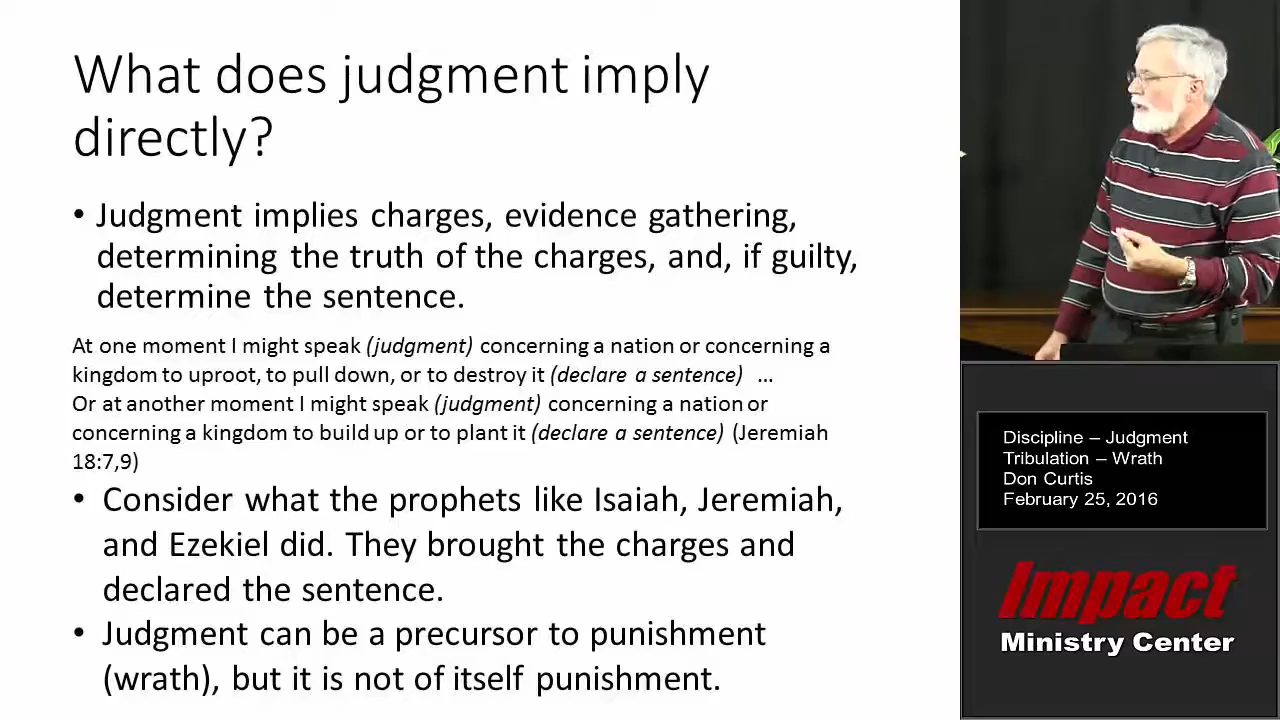 What does judgment imply
directly?
• Judgment implies charges, evidence gathering,
determining the truth of the charges, and, if guilty,
determine the sentence.
At one moment I might speak (judgment) concerning a nation or concerning a
kingdom to uproot, to pull down, or to destroy it (declare a sentence) ...
Or at another moment I might speak (judgment) concerning a nation or
concerning a kingdom to build up or to plant it (declare a sentence) (Jeremiah
18:7,9)
• Consider what the prophets like Isaiah, Jeremiah,
and Ezekiel did. They brought the charges and
declared the sentence.
• Judgment can be a precursor to punishment
(wrath), but it is not of itself punishment.
Discipline – Judgment
Tribulation – Wrath
Don Curtis
February 25, 2016
Impact
Ministry Center